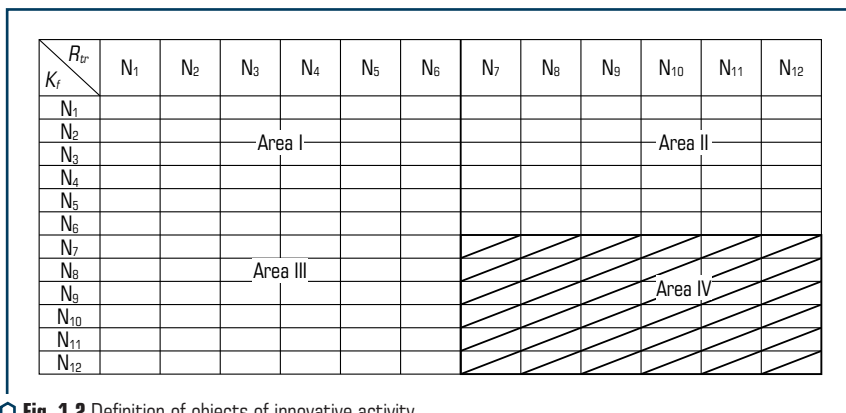 R_tr N₁ N₂ N₃ N₄ N₅ N₆ N₇ N₈ N₉ N₁₀ N₁₁ N₁₂
K_f
N₁
N₂
Area I Area II
N₃
N₄
N₅
N₆
N₇
N₈
Area III Area IV
N₉
N₁₀
N₁₁
N₁₂
Fig. 1.2 Definition of objects of innovative activity